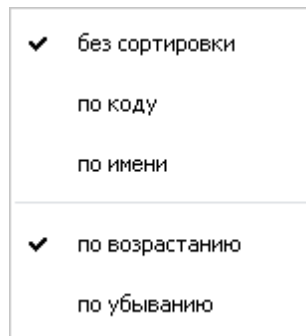 без сортировки
по коду
по имени
по возрастанию
по убыванию